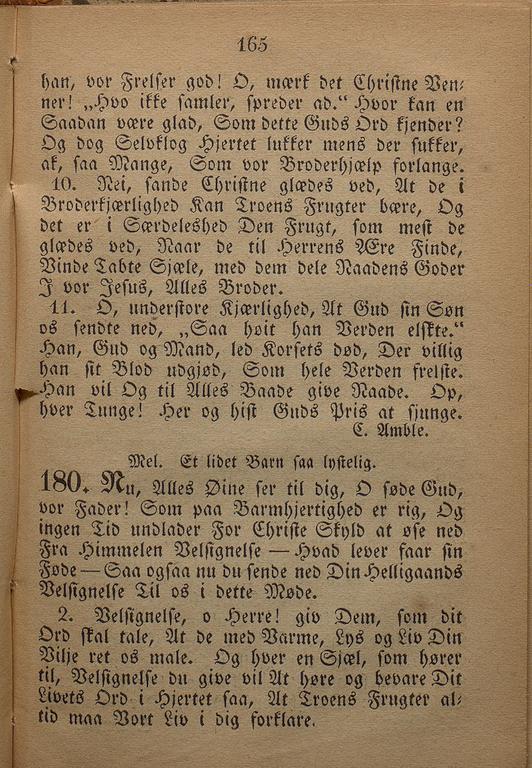 165
han, vor Frelser god! O, mærk det Christne Ven-
ner! „Hvo ikke samler, spreder ad.“ Hvor kan en
Saadan være glad, Som dette Guds Ord kjender?
Og dog Selvklog Hjertet lukker mens der sukker,
ak, saa Mange, Som vor Broderhjælp forlange.
10. Nei, sande Christne glædes ved, At de i
Broderkjærlighed Kan Troens Frugter bære, Og
det er i Særdeleshed Den Frugt, som mest de
glædes ved, Naar de til Herrens Ære Finde,
Vinde Tabte Sjæle, med dem dele Naadens Goder
I vor Jesus, Alles Broder.
11. O, understore Kjærlighed, At Gud sin Søn
os sendte ned, „Saa høit han Verden elskte.“
Han, Gud og Mand, led Korsets død, Der villig
han sit Blod udgjød, Som hele Verden frelste.
Han vil Og til Alles Baade give Naade. Op,
hver Tunge! Her og hist Guds Pris at sjunge.
C. Amble.
Mel. Et lidet Barn saa lystelig.
180. Nu, Alles Øine ser til dig, O søde Gud,
vor Fader! Som paa Barmhjertighed er rig, Og
ingen Tid undlader For Christe Skyld at øse ned
Fra Himmelen Velsignelse — Hvad lever faar sin
Føde — Saa ogsaa nu du sende ned Din Helligaands
Velsignelse Til os i dette Møde.
2. Velsignelse, o Herre! giv Dem, som dit
Ord skal tale, At de med Varme, Lys og Liv Din
Vilje ret os male. Og hver en Sjæl, som hører
til, Velsignelse du give vil At høre og bevare Dit
Livets Ord i Hjertet saa, At Troens Frugter al-
tid maa Vort Liv i dig forklare.